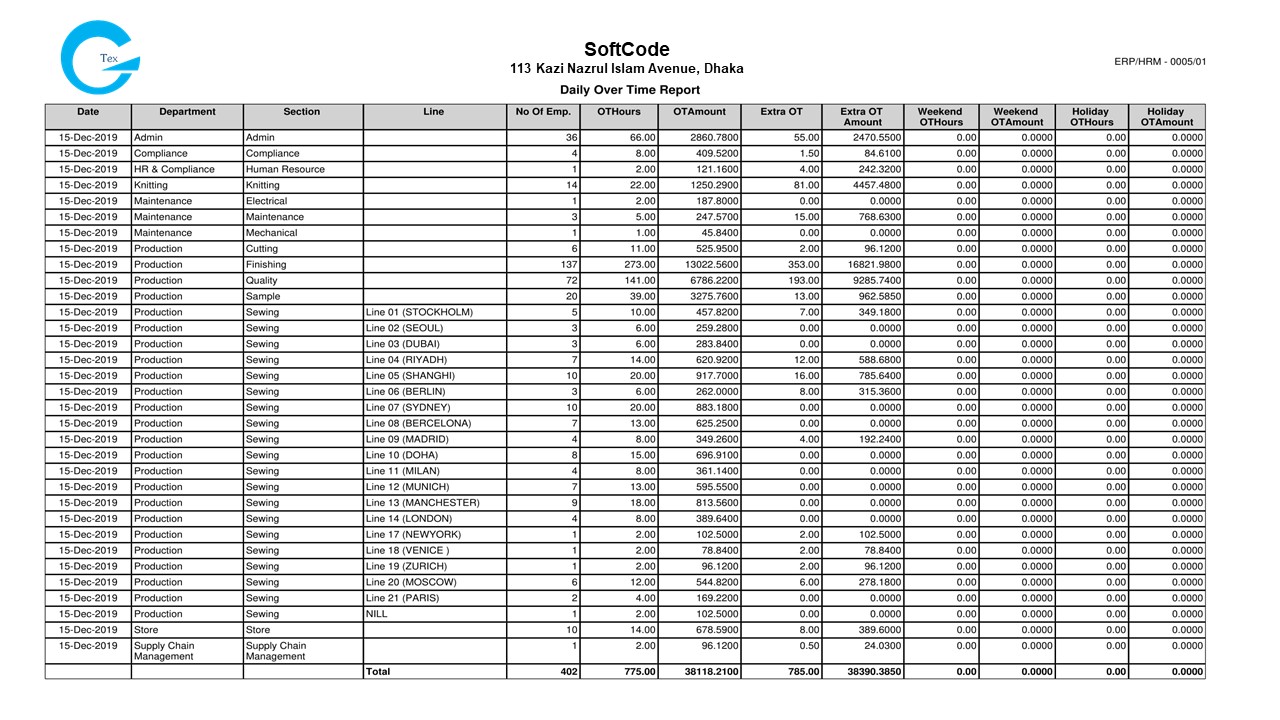 Tex
SoftCode
113 Kazi Nazrul Islam Avenue, Dhaka
ERP/HRM - 0005/01
Daily Over Time Report
Date Department Section Line No Of Emp. OTHours OTAmount Extra OT Extra OT Amount Weekend OTHours Weekend OTAmount Holiday OTHours Holiday OTAmount
15-Dec-2019 Admin Admin 36 66.00 2860.7800 55.00 2470.5500 0.00 0.0000 0.00 0.0000
15-Dec-2019 Compliance Compliance 4 8.00 409.5200 1.50 84.6100 0.00 0.0000 0.00 0.0000
15-Dec-2019 HR & Compliance Human Resource 1 2.00 121.1600 4.00 242.3200 0.00 0.0000 0.00 0.0000
15-Dec-2019 Knitting Knitting 14 22.00 1250.2900 81.00 4457.4800 0.00 0.0000 0.00 0.0000
15-Dec-2019 Maintenance Electrical 1 2.00 187.8000 0.00 0.0000 0.00 0.0000 0.00 0.0000
15-Dec-2019 Maintenance Maintenance 3 5.00 247.5700 15.00 768.6300 0.00 0.0000 0.00 0.0000
15-Dec-2019 Maintenance Mechanical 1 1.00 45.8400 0.00 0.0000 0.00 0.0000 0.00 0.0000
15-Dec-2019 Production Cutting 6 11.00 525.9500 2.00 96.1200 0.00 0.0000 0.00 0.0000
15-Dec-2019 Production Finishing 137 273.00 13022.5600 353.00 16821.9800 0.00 0.0000 0.00 0.0000
15-Dec-2019 Production Quality 72 141.00 6786.2200 193.00 9285.7400 0.00 0.0000 0.00 0.0000
15-Dec-2019 Production Sample 20 39.00 3275.7600 13.00 962.5850 0.00 0.0000 0.00 0.0000
15-Dec-2019 Production Sewing Line 01 (STOCKHOLM) 5 10.00 457.8200 7.00 349.1800 0.00 0.0000 0.00 0.0000
15-Dec-2019 Production Sewing Line 02 (SEOUL) 3 6.00 259.2800 0.00 0.0000 0.00 0.0000 0.00 0.0000
15-Dec-2019 Production Sewing Line 03 (DUBAI) 3 6.00 283.8400 0.00 0.0000 0.00 0.0000 0.00 0.0000
15-Dec-2019 Production Sewing Line 04 (RIYADH) 7 14.00 620.9200 12.00 588.6800 0.00 0.0000 0.00 0.0000
15-Dec-2019 Production Sewing Line 05 (SHANGHI) 10 20.00 917.7000 16.00 785.6400 0.00 0.0000 0.00 0.0000
15-Dec-2019 Production Sewing Line 06 (BERLIN) 3 6.00 262.0000 8.00 315.3600 0.00 0.0000 0.00 0.0000
15-Dec-2019 Production Sewing Line 07 (SYDNEY) 10 20.00 883.1800 0.00 0.0000 0.00 0.0000 0.00 0.0000
15-Dec-2019 Production Sewing Line 08 (BERCELONA) 7 13.00 625.2500 0.00 0.0000 0.00 0.0000 0.00 0.0000
15-Dec-2019 Production Sewing Line 09 (MADRID) 4 8.00 349.2600 4.00 192.2400 0.00 0.0000 0.00 0.0000
15-Dec-2019 Production Sewing Line 10 (DOHA) 8 15.00 696.9100 0.00 0.0000 0.00 0.0000 0.00 0.0000
15-Dec-2019 Production Sewing Line 11 (MILAN) 4 8.00 361.1400 0.00 0.0000 0.00 0.0000 0.00 0.0000
15-Dec-2019 Production Sewing Line 12 (MUNICH) 7 13.00 595.5500 0.00 0.0000 0.00 0.0000 0.00 0.0000
15-Dec-2019 Production Sewing Line 13 (MANCHESTER) 9 18.00 813.5600 0.00 0.0000 0.00 0.0000 0.00 0.0000
15-Dec-2019 Production Sewing Line 14 (LONDON) 4 8.00 389.6400 0.00 0.0000 0.00 0.0000 0.00 0.0000
15-Dec-2019 Production Sewing Line 17 (NEWYORK) 1 2.00 102.5000 2.00 102.5000 0.00 0.0000 0.00 0.0000
15-Dec-2019 Production Sewing Line 18 (VENICE ) 1 2.00 78.8400 2.00 78.8400 0.00 0.0000 0.00 0.0000
15-Dec-2019 Production Sewing Line 19 (ZURICH) 1 2.00 96.1200 2.00 96.1200 0.00 0.0000 0.00 0.0000
15-Dec-2019 Production Sewing Line 20 (MOSCOW) 6 12.00 544.8200 6.00 278.1800 0.00 0.0000 0.00 0.0000
15-Dec-2019 Production Sewing Line 21 (PARIS) 2 4.00 169.2200 0.00 0.0000 0.00 0.0000 0.00 0.0000
15-Dec-2019 Production Sewing NILL 1 2.00 102.5000 0.00 0.0000 0.00 0.0000 0.00 0.0000
15-Dec-2019 Store Store 10 14.00 678.5900 8.00 389.6000 0.00 0.0000 0.00 0.0000
15-Dec-2019 Supply Chain Management Supply Chain Management 1 2.00 96.1200 0.50 24.0300 0.00 0.0000 0.00 0.0000
Total 402 775.00 38118.2100 785.00 38390.3850 0.00 0.0000 0.00 0.0000